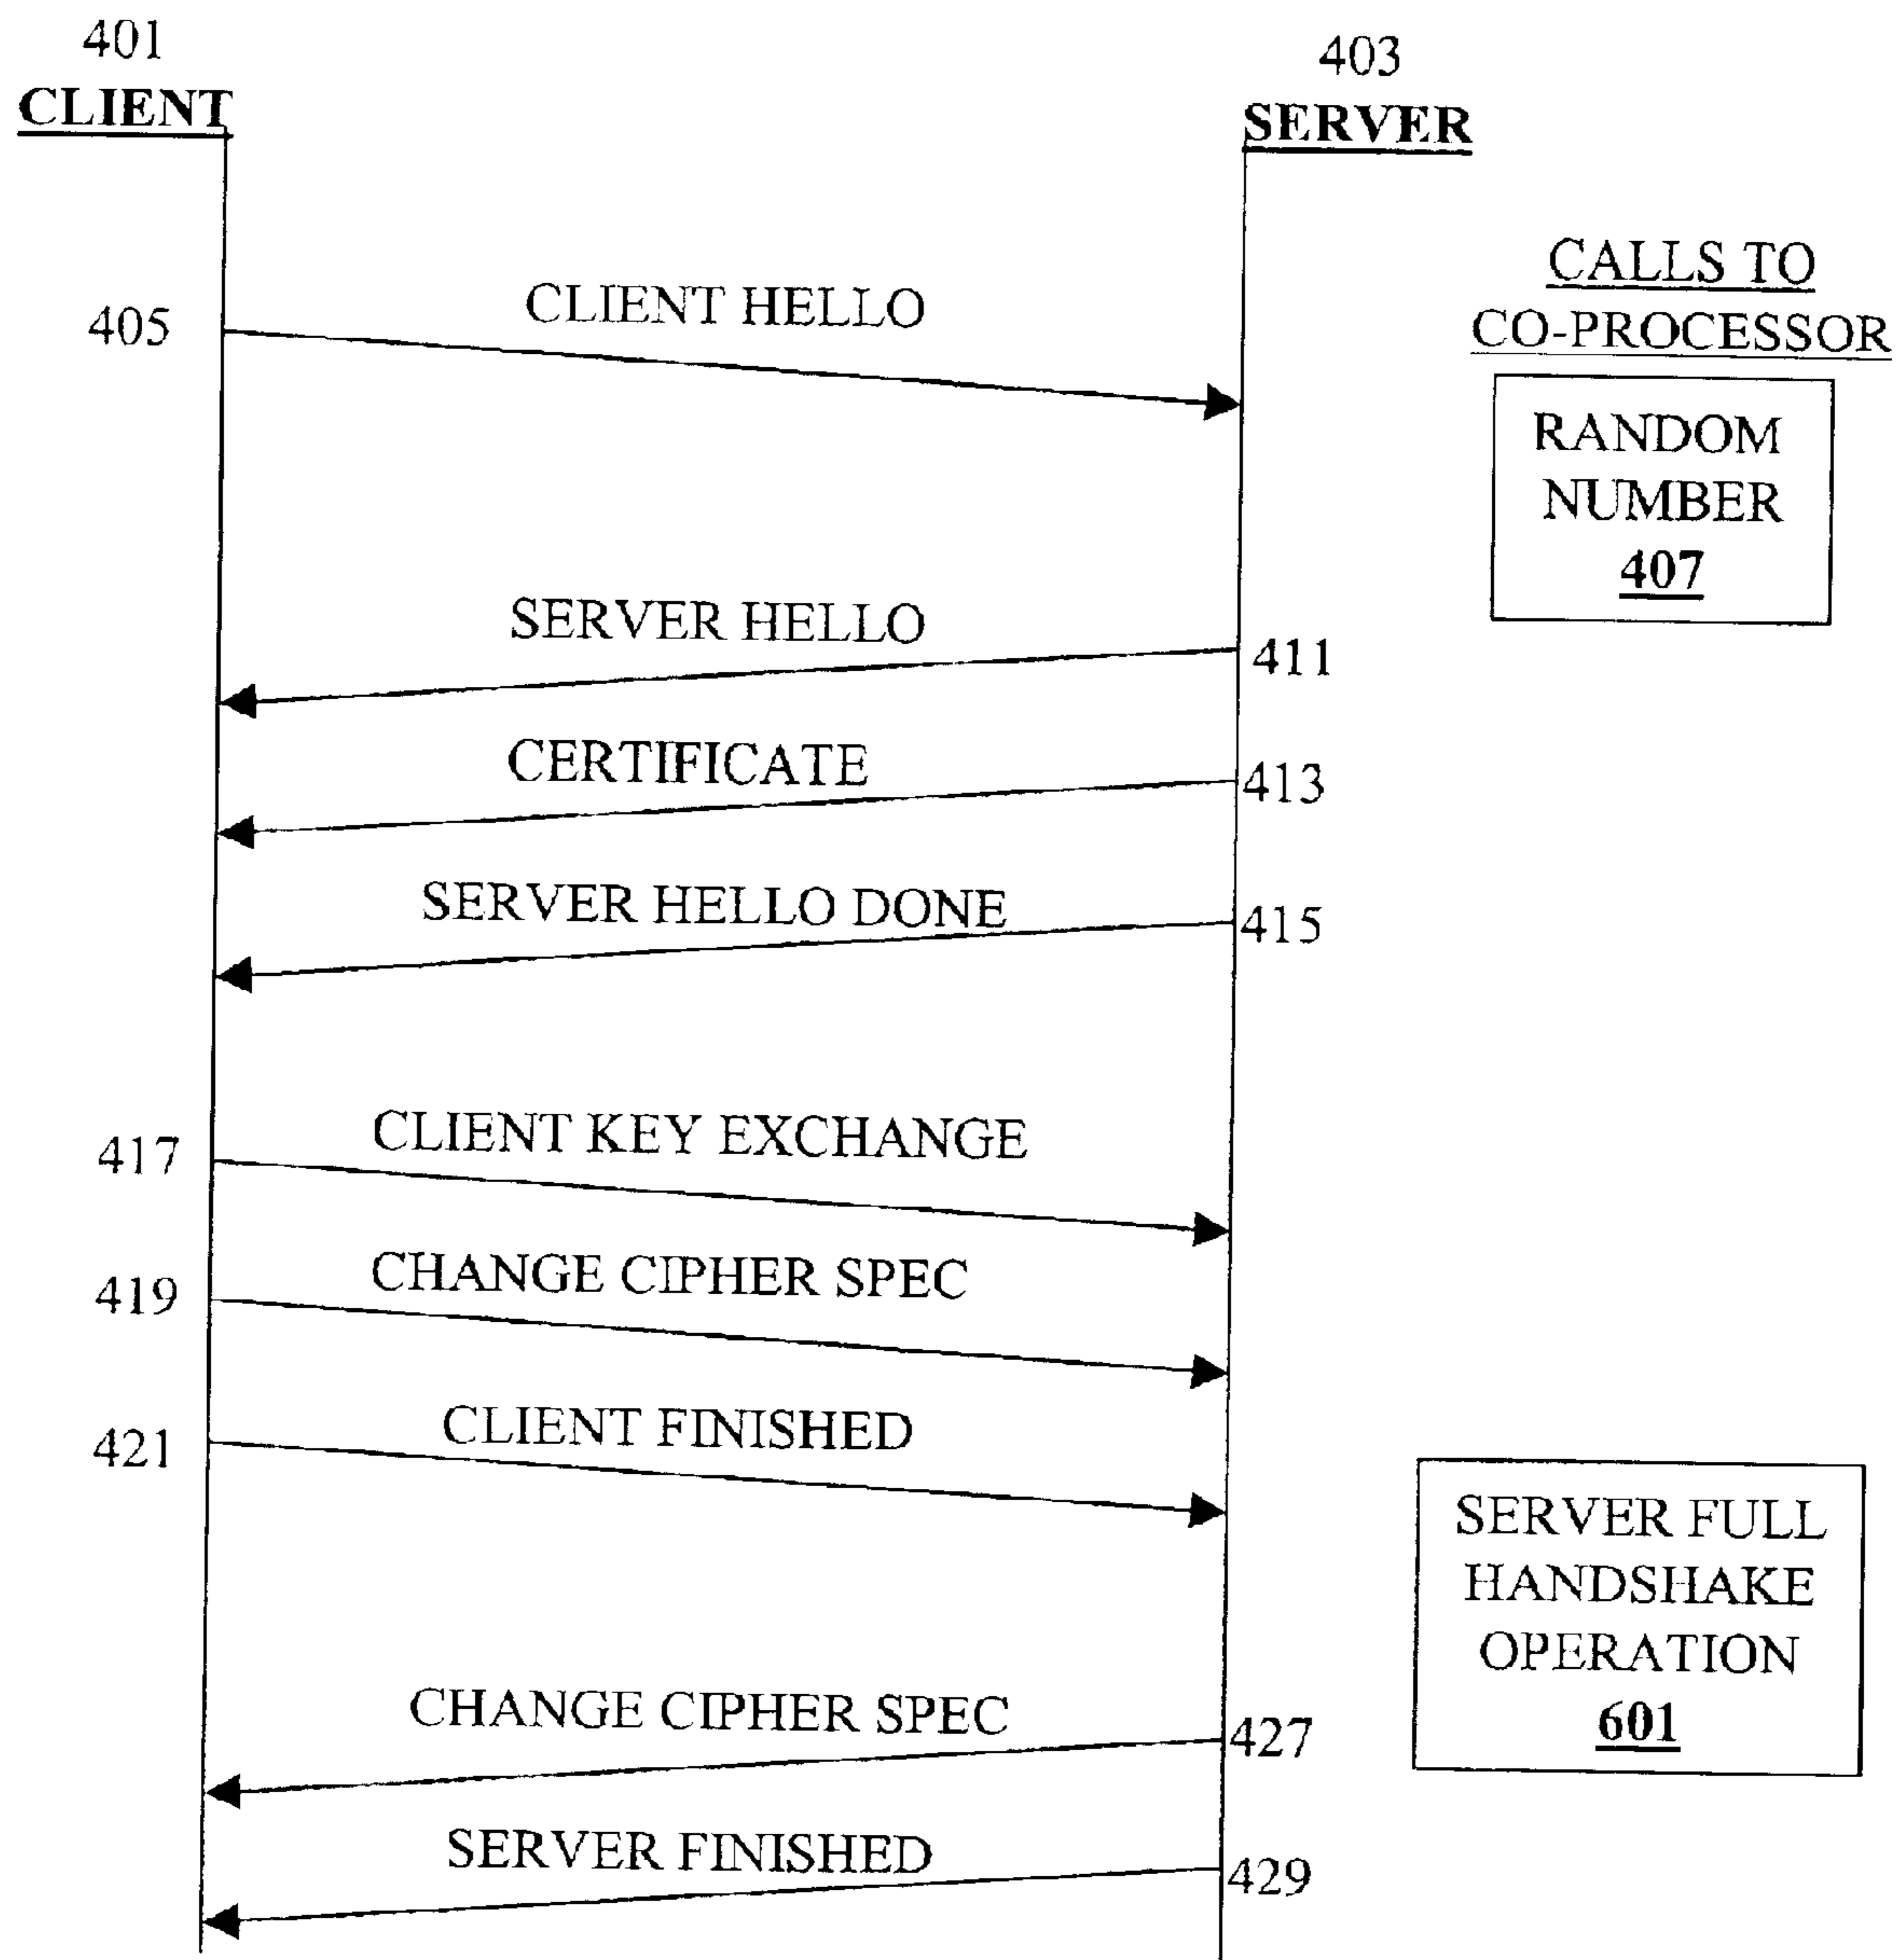 401
CLIENT
403
SERVER
CALLS TO
CO-PROCESSOR
405
CLIENT HELLO
RANDOM
NUMBER
407
SERVER HELLO
411
CERTIFICATE
413
SERVER HELLO DONE
415
417
CLIENT KEY EXCHANGE
419
CHANGE CIPHER SPEC
421
CLIENT FINISHED
SERVER FULL
HANDSHAKE
OPERATION
601
CHANGE CIPHER SPEC
427
SERVER FINISHED
429